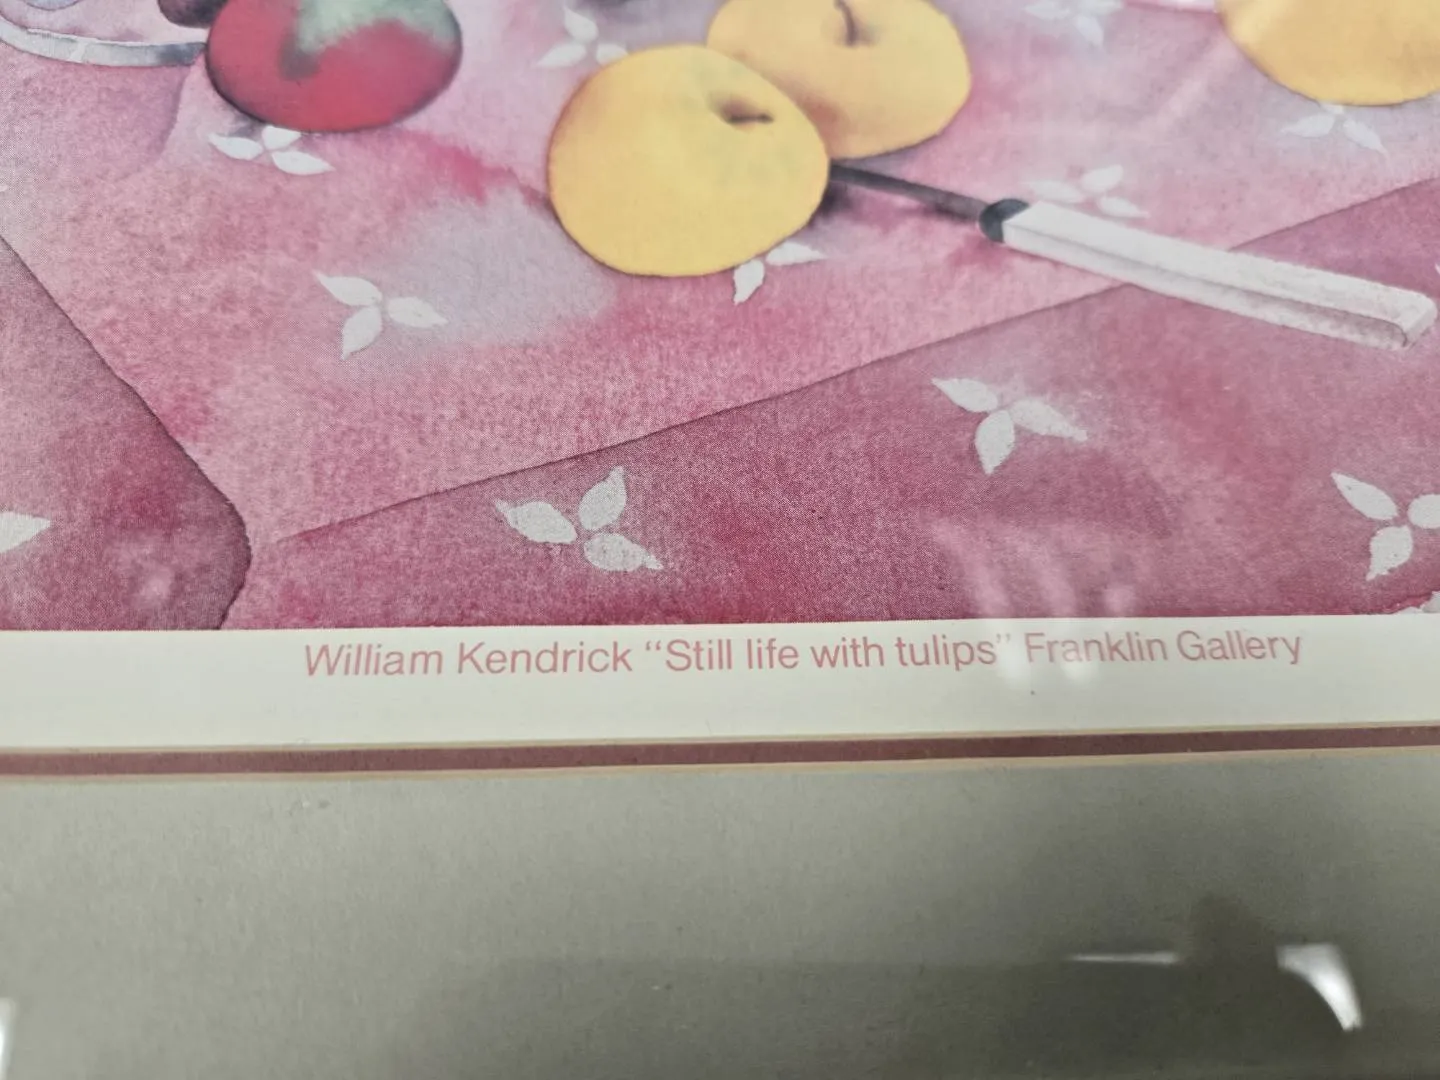 William Kendrick “Still life with tulips” Franklin Gallery